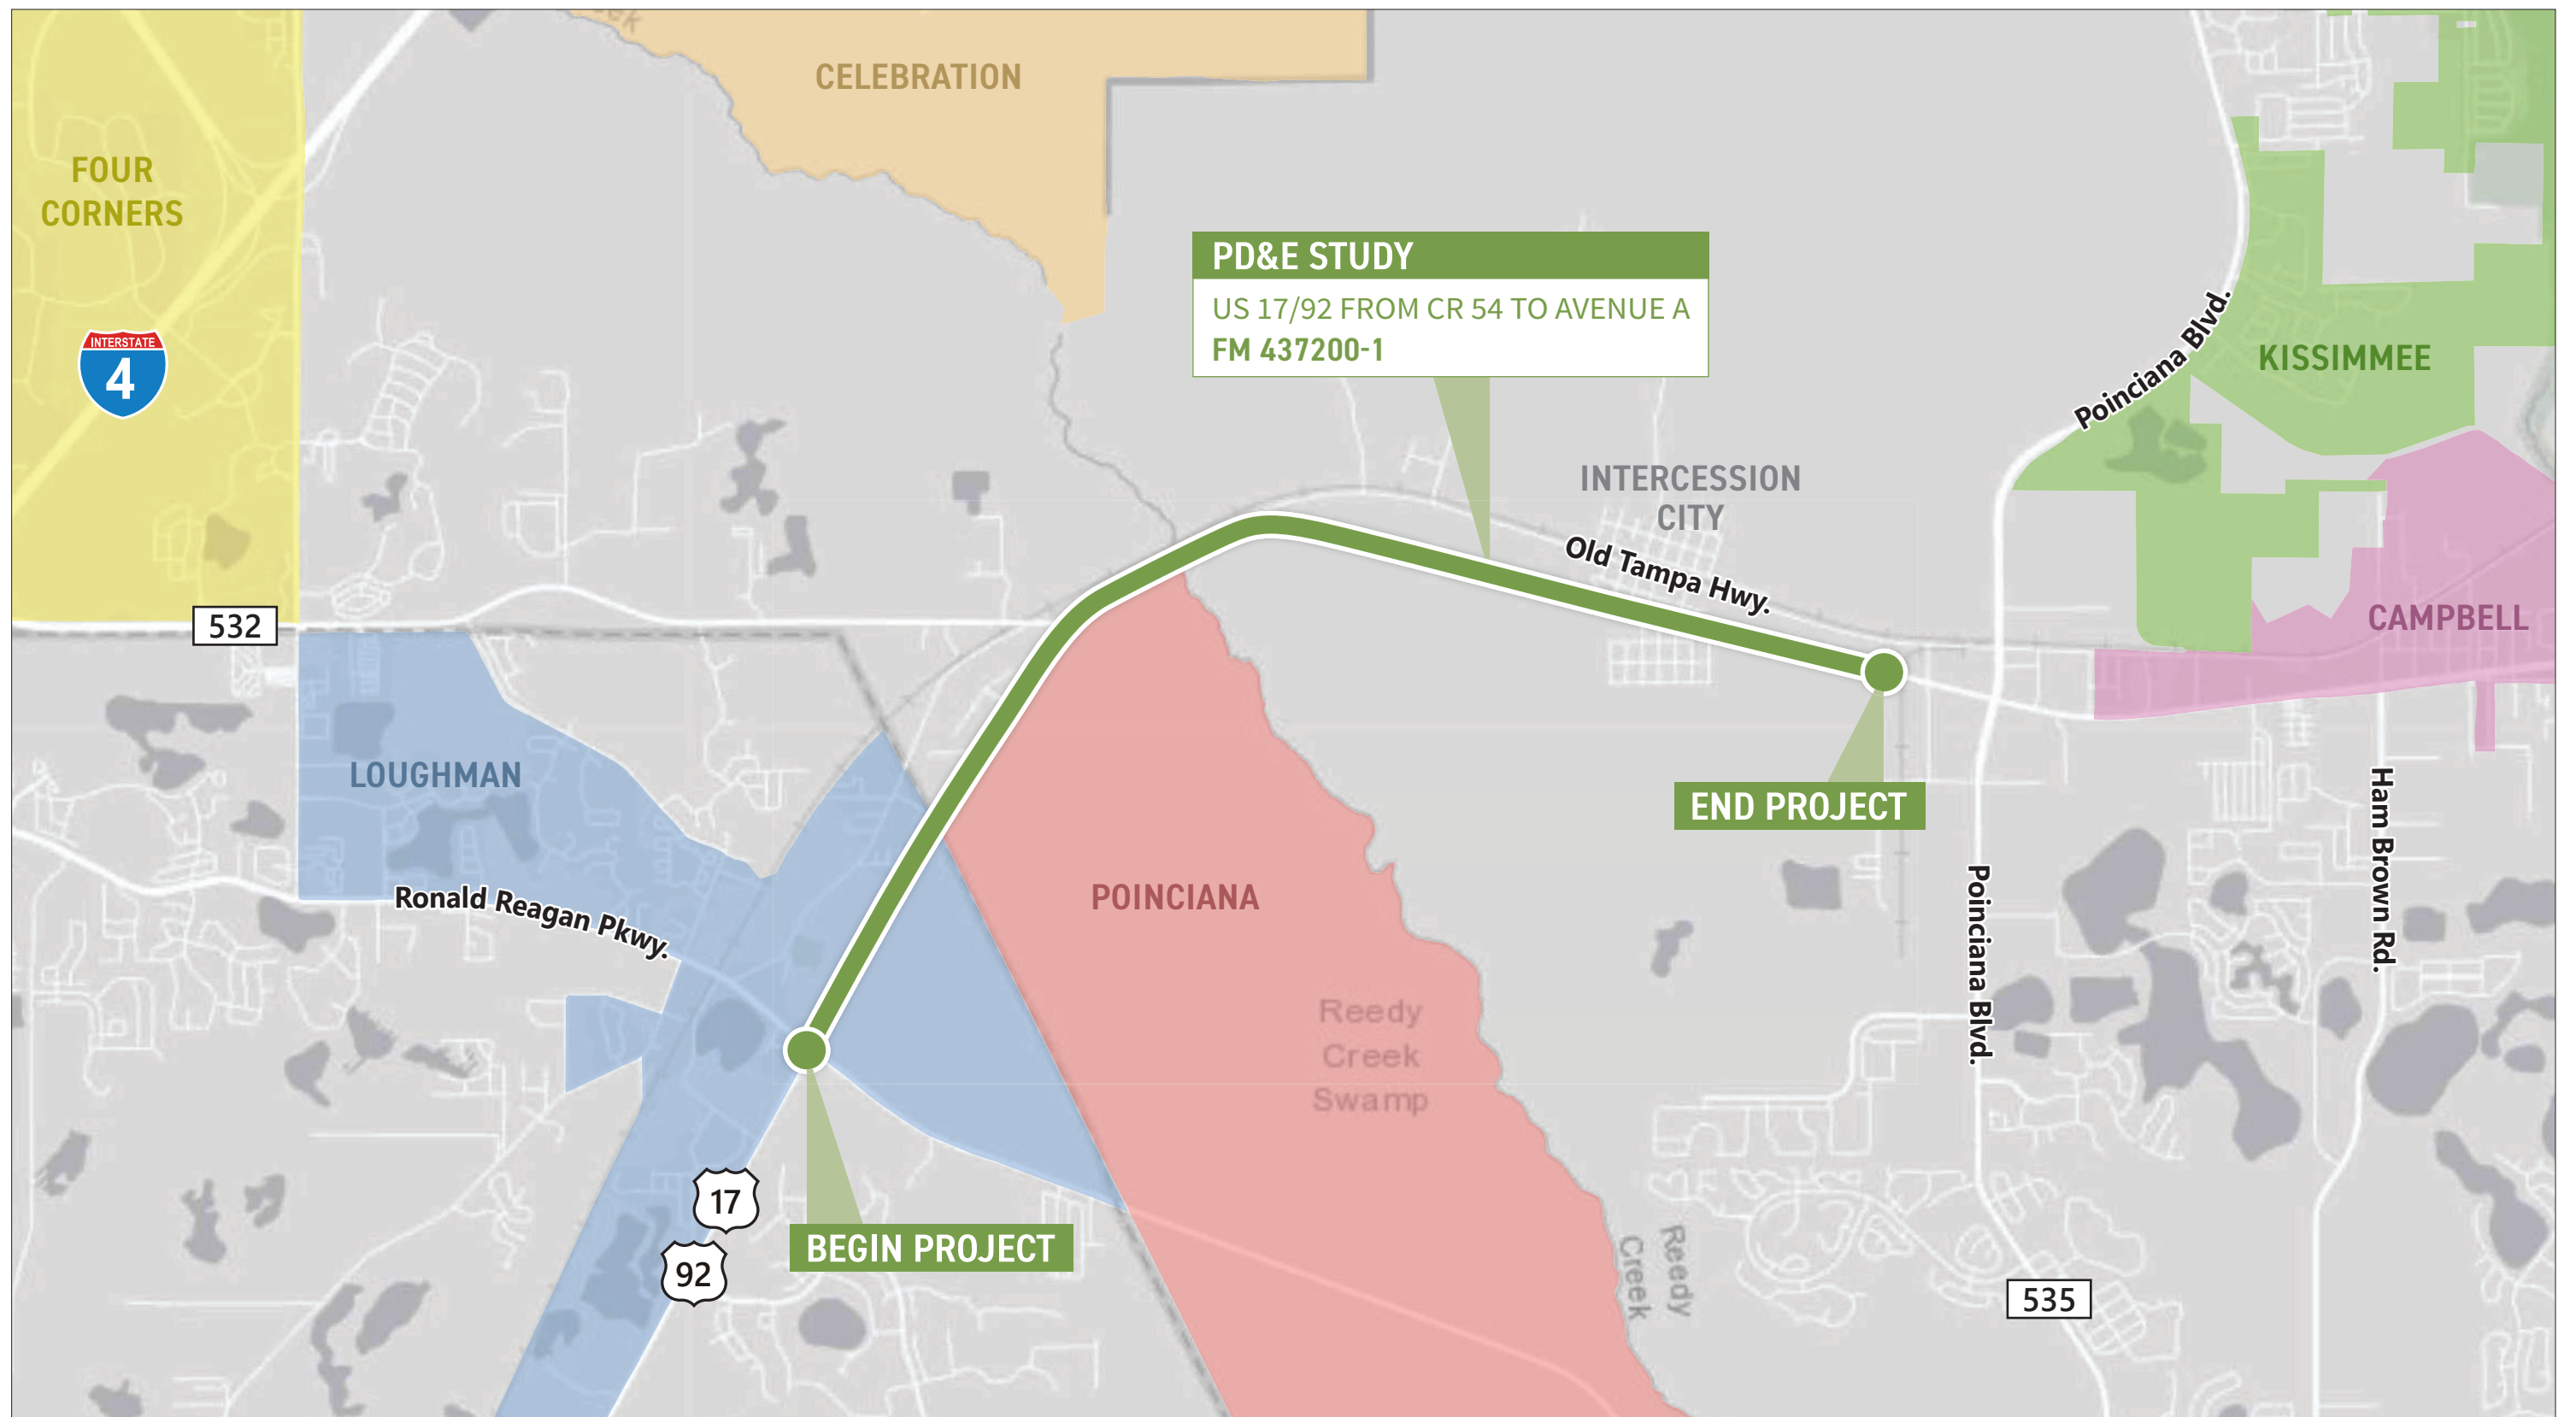 CELEBRATION
FOUR
CORNERS
INTERSTATE
4
PD&E STUDY
US 17/92 FROM CR 54 TO AVENUE A
FM 437200-1
Poinciana Blvd.
KISSIMMEE
INTERCESSION
CITY
Old Tampa Hwy.
532
CAMPBELL
LOUGHMAN
END PROJECT
Ham Brown Rd.
Ronald Reagan Pkwy.
POINCIANA
Poinciana Blvd.
Reedy
Creek
Swamp
17
BEGIN PROJECT
92
Reedy
Creek
535